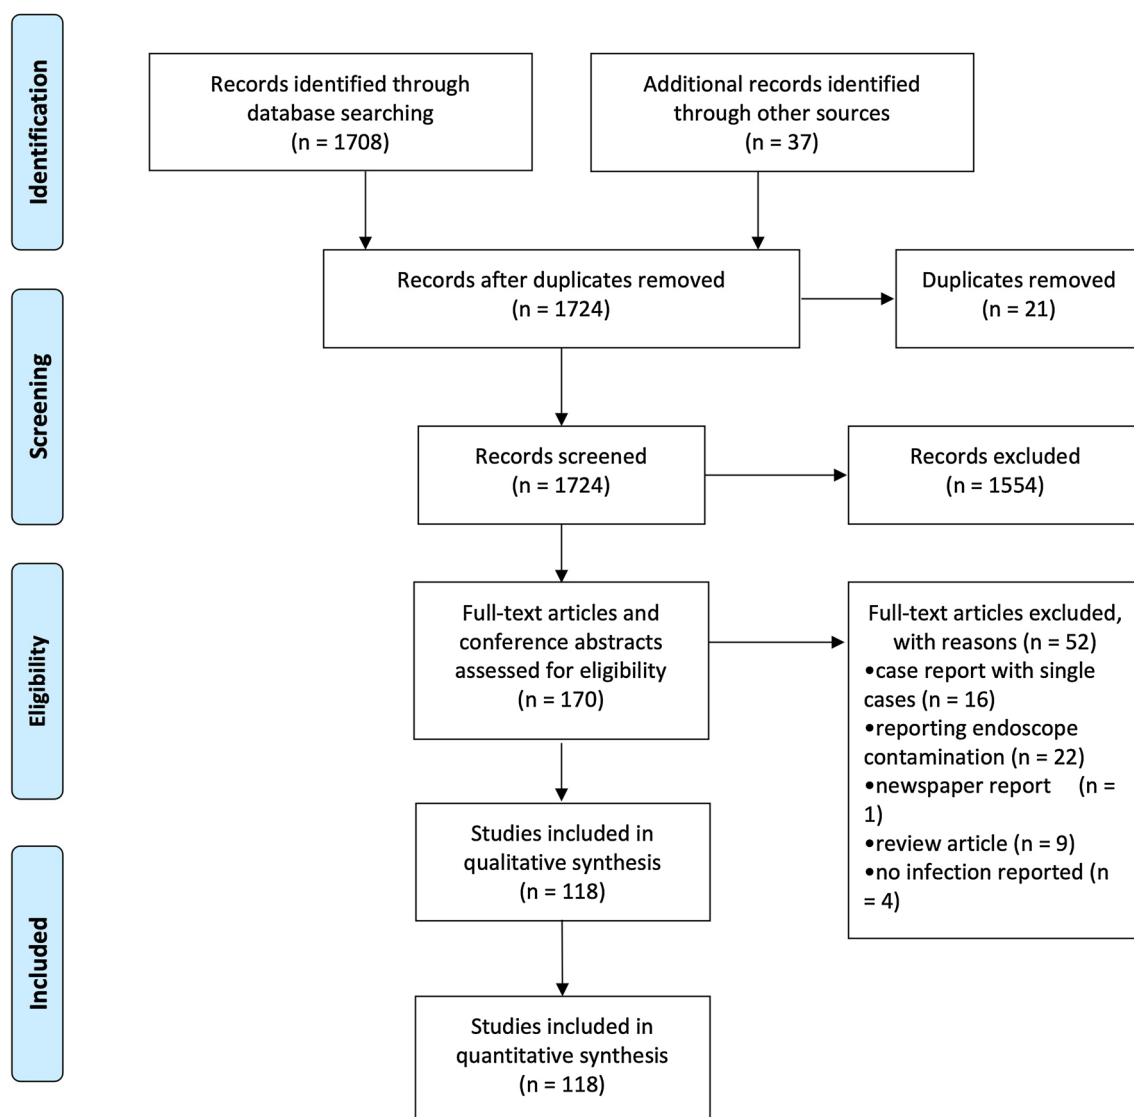 Identification
Records identified through
database searching
(n = 1708)
Additional records identified
through other sources
(n = 37)
Records after duplicates removed
(n = 1724)
Duplicates removed
(n = 21)
Screening
Records screened
(n = 1724)
Records excluded
(n = 1554)
Eligibility
Full-text articles and
conference abstracts
assessed for eligibility
(n = 170)
Full-text articles excluded,
with reasons (n = 52)
•case report with single
cases (n = 16)
•reporting endoscope
contamination (n = 22)
•newspaper report (n =
1)
•review article (n = 9)
•no infection reported (n
= 4)
Studies included in
qualitative synthesis
(n = 118)
Included
Studies included in
quantitative synthesis
(n = 118)